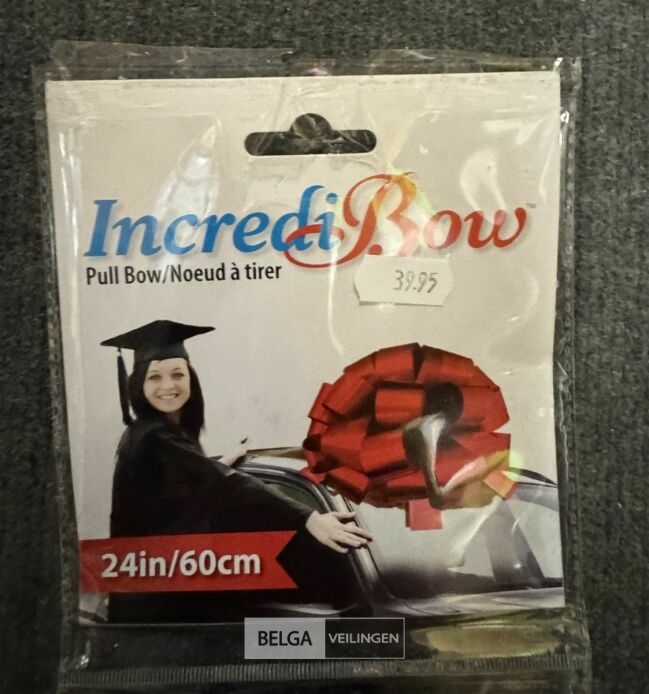 IncrediBow™
Pull Bow/Noeud à tirer
39.95
24in/60cm
BELGA VEILINGEN